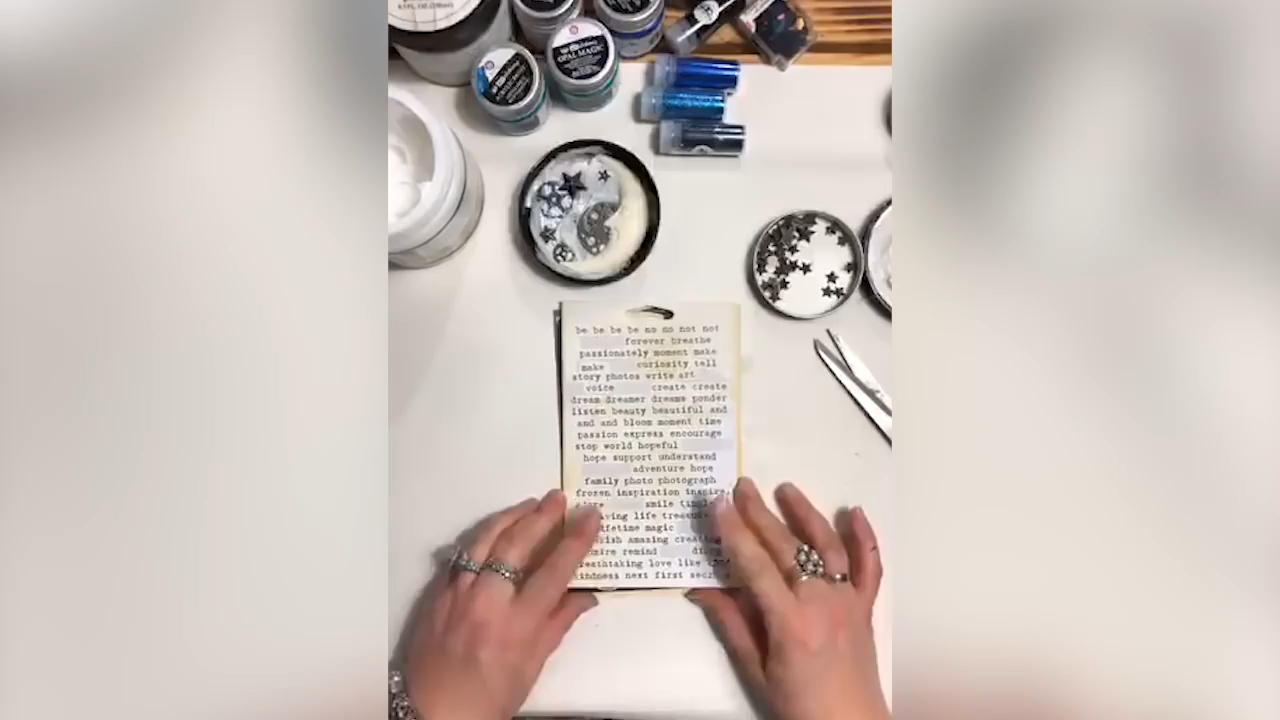 OPAL MAGIC
be be be be no no not not
forever breathe
passionately moment make
make curiosity tell
story photos write art
voice create create
dream dreamer dreams ponder
listen beauty beautiful and
and and bloom moment time
passion express encourage
stop world hopeful
hope support understand
adventure hope
family photo photograph
frozen inspiration inspire
smile
life
magic
amazing
remind
love like
kindness next first